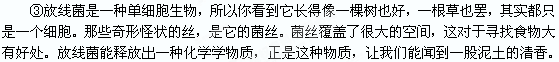 ③放线菌是一种单细胞生物，所以你看到它长得像一棵树也好，一根草也罢，其实都只
是一个细胞。那些奇形怪状的丝，是它的菌丝。菌丝覆盖了很大的空间，这对于寻找食物大
有好处。放线菌能释放出一种化学学物质，正是这种物质，让我们能闻到一股泥土的清香。